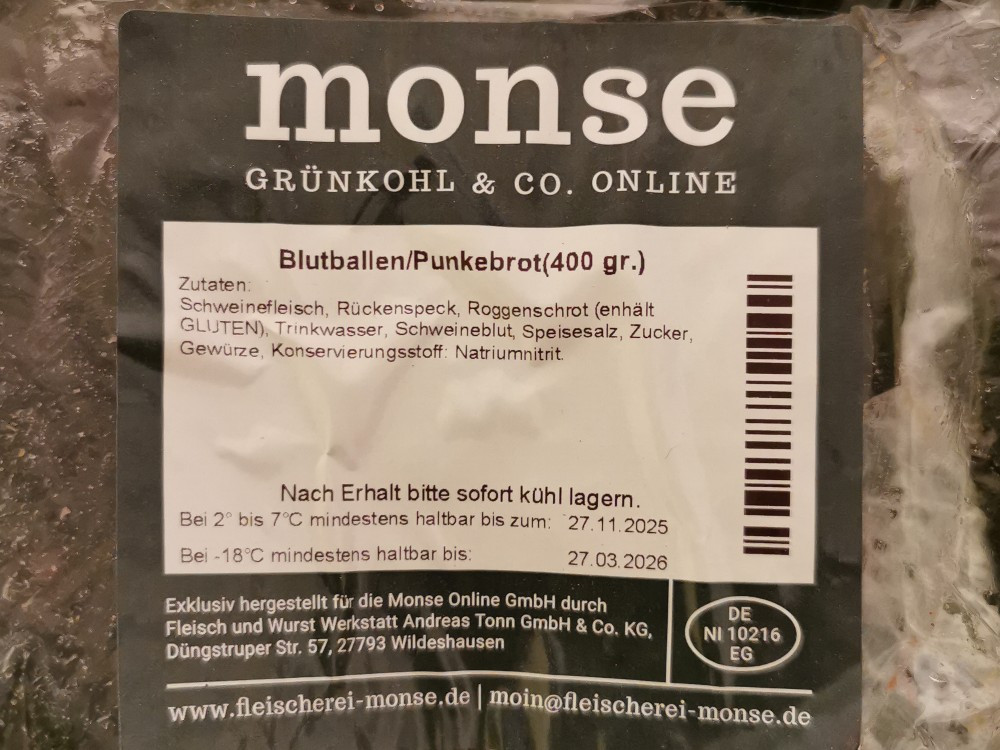 monse
GRÜNKOHL & CO. ONLINE
Blutballen/Punkebrot(400 gr.)
Zutaten:
Schweinefleisch, Rückenspeck, Roggenschrot (enhält
GLUTEN), Trinkwasser, Schweineblut, Speisesalz, Zucker,
Gewürze, Konservierungsstoff: Natriumnitrit.
Nach Erhalt bitte sofort kühl lagern.
Bei 2° bis 7°C mindestens haltbar bis zum: 27.11.2025
Bei -18°C mindestens haltbar bis: 27.03.2026
Exklusiv hergestellt für die Monse Online GmbH durch
Fleisch und Wurst Werkstatt Andreas Tonn GmbH & Co. KG,
Düngstruper Str. 57, 27793 Wildeshausen
DE
NI 10216
EG
www.fleischerei-monse.de | moin@fleischerei-monse.de